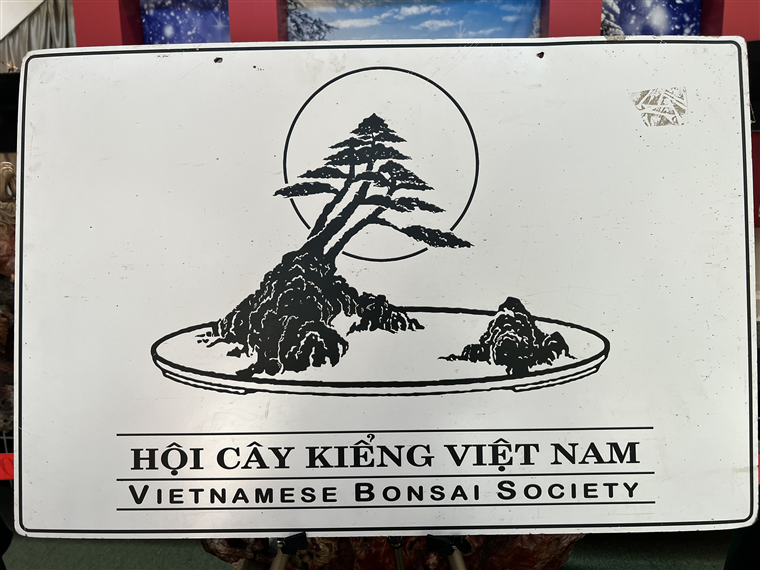 HỘI CÂY KIỂNG VIỆT NAM
VIETNAMESE BONSAI SOCIETY